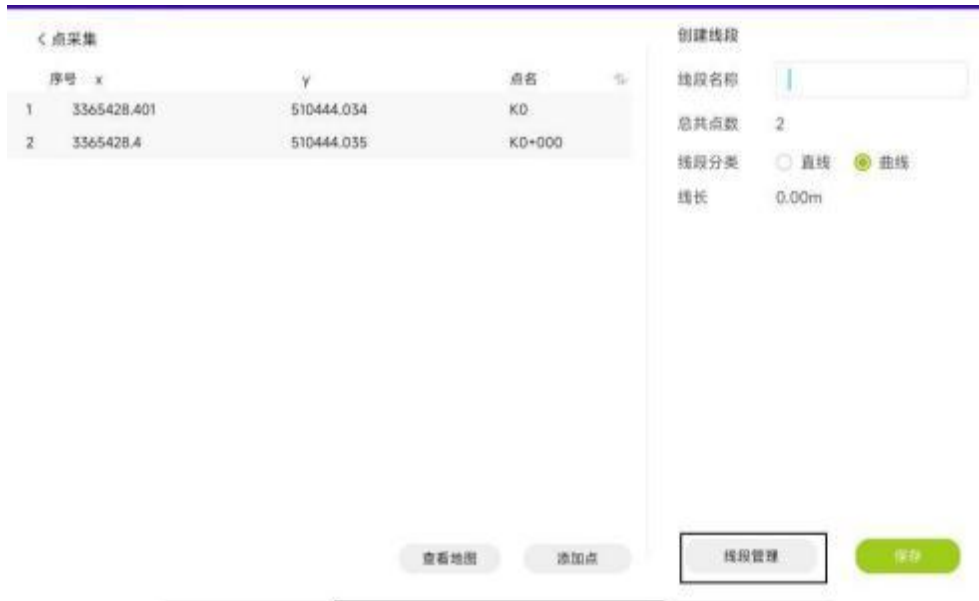 点采集
序号 x y 点名
1 3365428.401 510444.034 K0
2 3365428.4 510444.035 K0+000
查看地图 添加点
创建线段
线段名称
总共点数 2
线段分类 直线 曲线
线长 0.00m
线段管理 保存